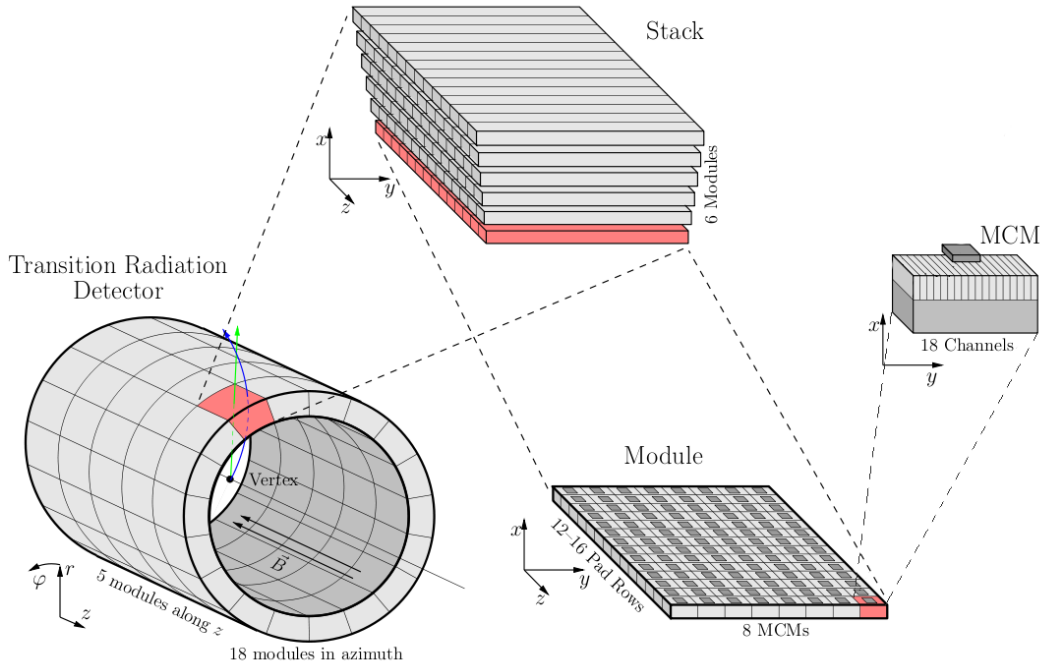 Stack
x
y
z
6 Modules
MCM
x
18 Channels
y
Transition Radiation
Detector
Vertex
B⃗
φ
r
z
5 modules along z
18 modules in azimuth
Module
x
y
z
12–16 Pad Rows
8 MCMs